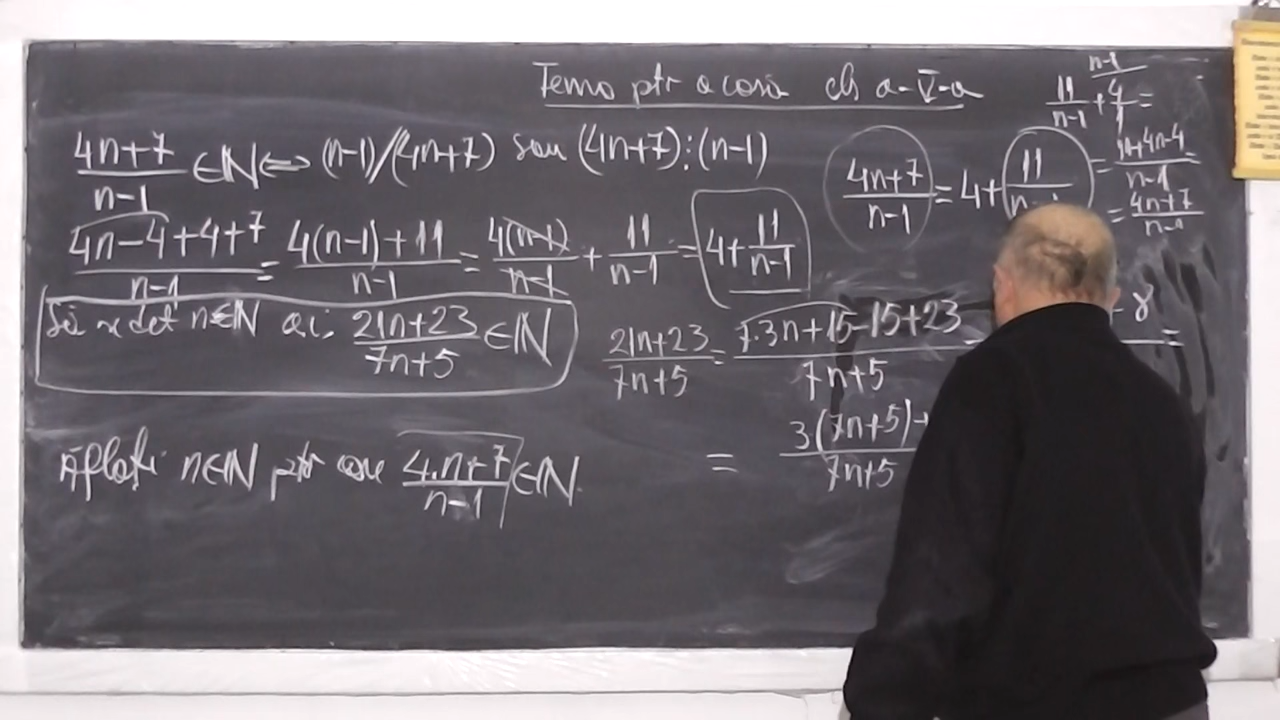 Temă ptr acasă cls a-V-a
n-1
11/(n-1) + 4/1 =
(4n+7)/(n-1) ∈ ℕ ⇔ (n-1)/(4n+7) sau (4n+7)⋮(n-1)
(4n-4+4+7)/(n-1) = (4(n-1)+11)/(n-1) = 4(n-1)/(n-1) + 11/(n-1) = 4+11/(n-1)
(4n+7)/(n-1) = 4+11/
= (11+4n-4)/(n-1) =
= (4n+7)/(n-1)
Să se det n∈ℕ a.î. (21n+23)/(7n+5) ∈ ℕ
(21n+23)/(7n+5) = (7·3n+15-15+23)/(7n+5) =
8 =
= 3(7n+5)+ /7n+5
Aflați n∈ℕ ptr care (4·n+7)/(n-1) ∈ ℕ.